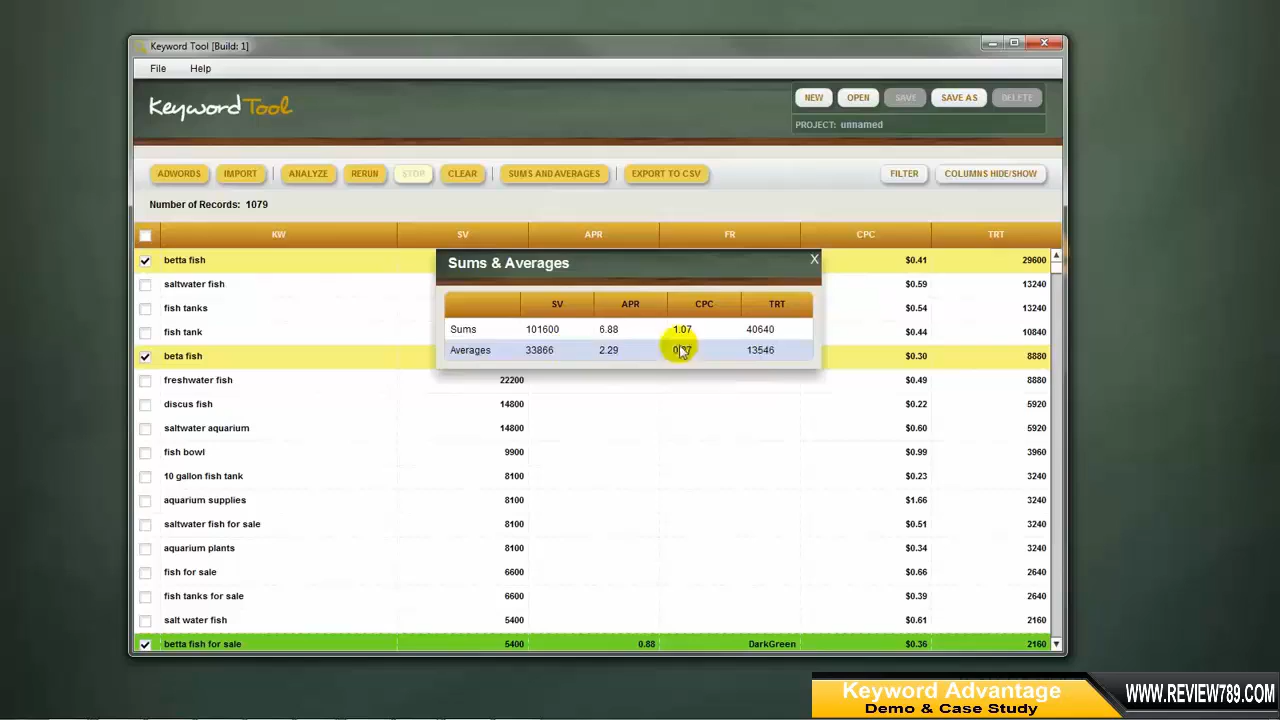 Keyword Tool [Build: 1]
File Help
KeywordTool
NEW OPEN SAVE SAVE AS DELETE
PROJECT: unnamed
ADWORDS IMPORT ANALYZE RERUN STOP CLEAR SUMS AND AVERAGES EXPORT TO CSV FILTER COLUMNS HIDE/SHOW
Number of Records: 1079
KW SV APR FR CPC TRT
betta fish $0.41 29600
saltwater fish $0.59 13240
fish tanks $0.54 13240
fish tank $0.44 10840
beta fish $0.30 8880
Sums & Averages X
SV APR CPC TRT
Sums 101600 6.88 1.07 40640
Averages 33866 2.29 13546
freshwater fish 22200 $0.49 8880
discus fish 14800 $0.22 5920
saltwater aquarium 14800 $0.60 5920
fish bowl 9900 $0.99 3960
10 gallon fish tank 8100 $0.23 3240
aquarium supplies 8100 $1.66 3240
saltwater fish for sale 8100 $0.51 3240
aquarium plants 8100 $0.34 3240
fish for sale 6600 $0.66 2640
fish tanks for sale 6600 $0.39 2640
salt water fish 5400 $0.61 2160
betta fish for sale 5400 0.88 DarkGreen $0.36 2160
Keyword Advantage
Demo & Case Study
WWW.REVIEW789.COM